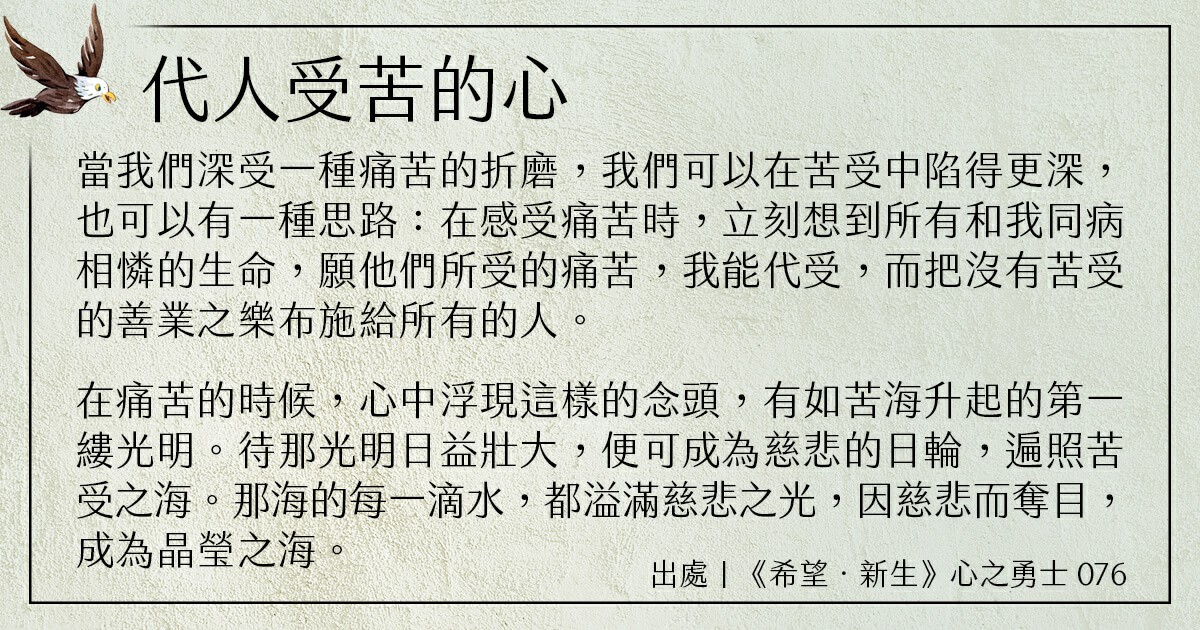 代人受苦的心
當我們深受一種痛苦的折磨，我們可以在苦受中陷得更深，
也可以有一種思路：在感受痛苦時，立刻想到所有和我同病
相憐的生命，願他們所受的痛苦，我能代受，而把沒有苦受
的善業之樂布施給所有的人。
在痛苦的時候，心中浮現這樣的念頭，有如苦海升起的第一
縷光明。待那光明日益壯大，便可成為慈悲的日輪，遍照苦
受之海。那海的每一滴水，都溢滿慈悲之光，因慈悲而奪目，
成為晶瑩之海。
出處｜《希望．新生》心之勇士 076